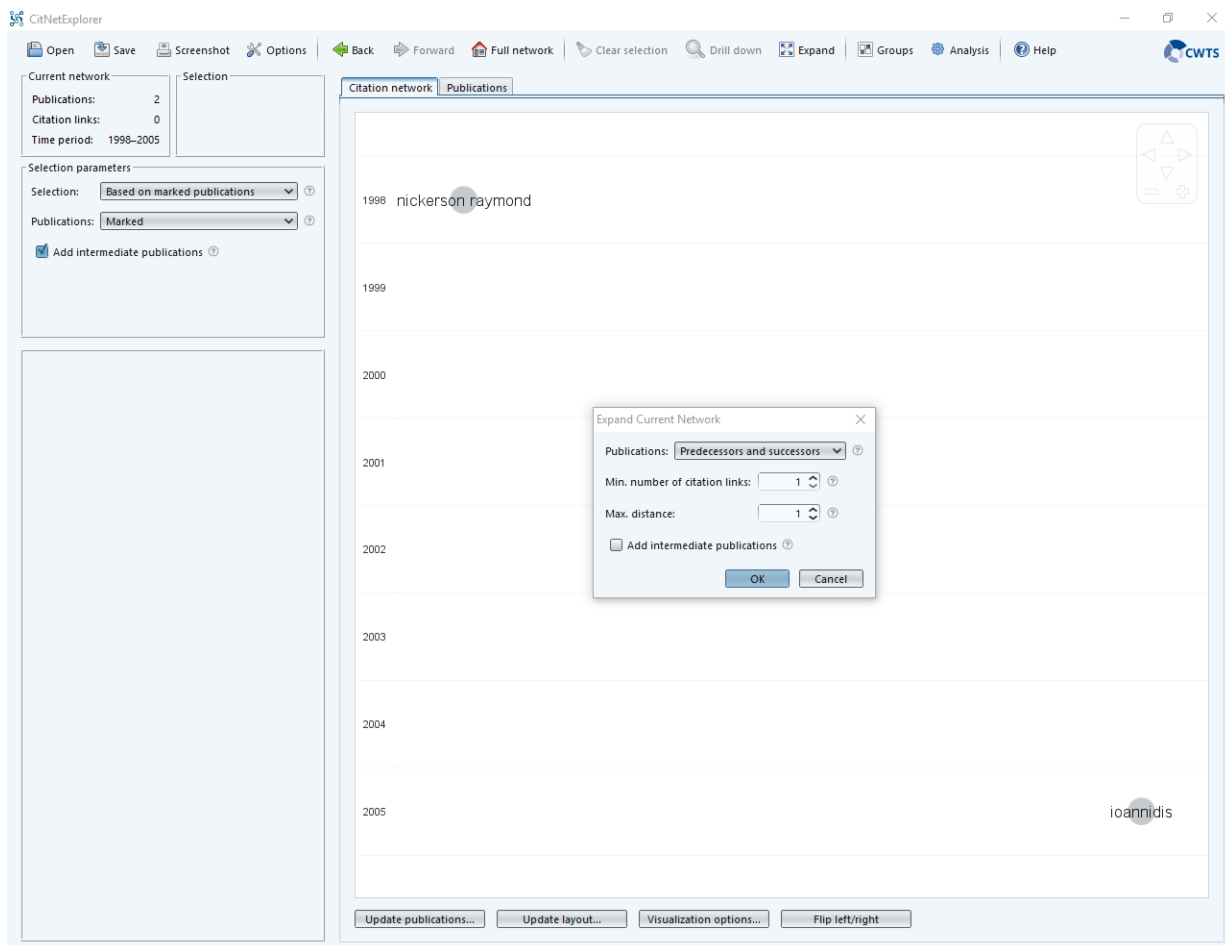 CitNetExplorer
Open Save Screenshot Options Back Forward Full network Clear selection Drill down Expand Groups Analysis Help CWTS
Current network
Publications: 2
Citation links: 0
Time period: 1998–2005
Selection
Selection parameters
Selection: Based on marked publications
Publications: Marked
Add intermediate publications
Citation network Publications
1998 nickerson raymond
1999
2000
2001
2002
2003
2004
2005 ioannidis
Expand Current Network
Publications: Predecessors and successors
Min. number of citation links: 1
Max. distance: 1
Add intermediate publications
OK Cancel
Update publications... Update layout... Visualization options... Flip left/right